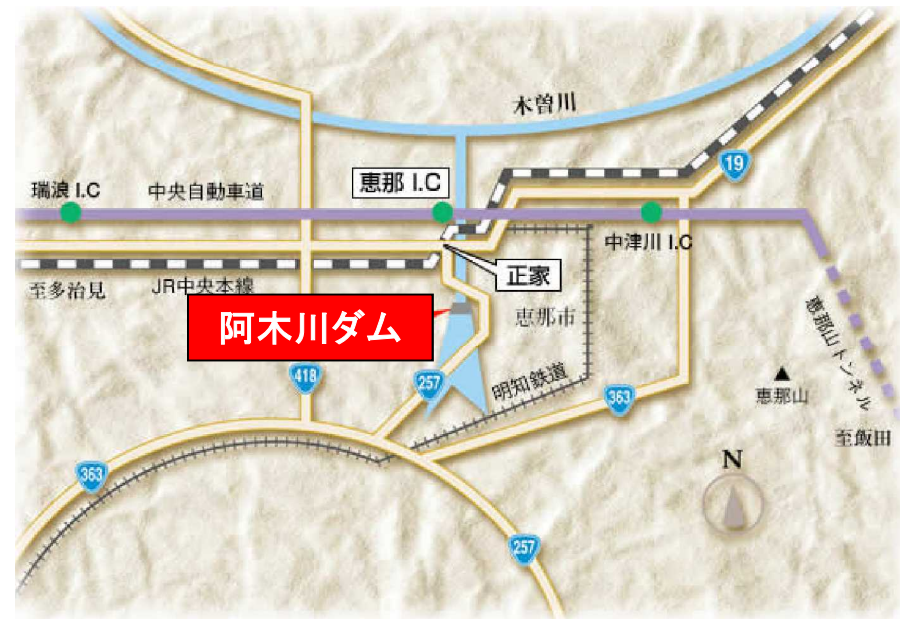 木曽川
19
瑞浪 I.C
中央自動車道
恵那 I.C
中津川 I.C
正家
至多治見
JR中央本線
恵那市
阿木川ダム
恵那山トンネル
418
257
明知鉄道
363
恵那山
至飯田
363
N
257